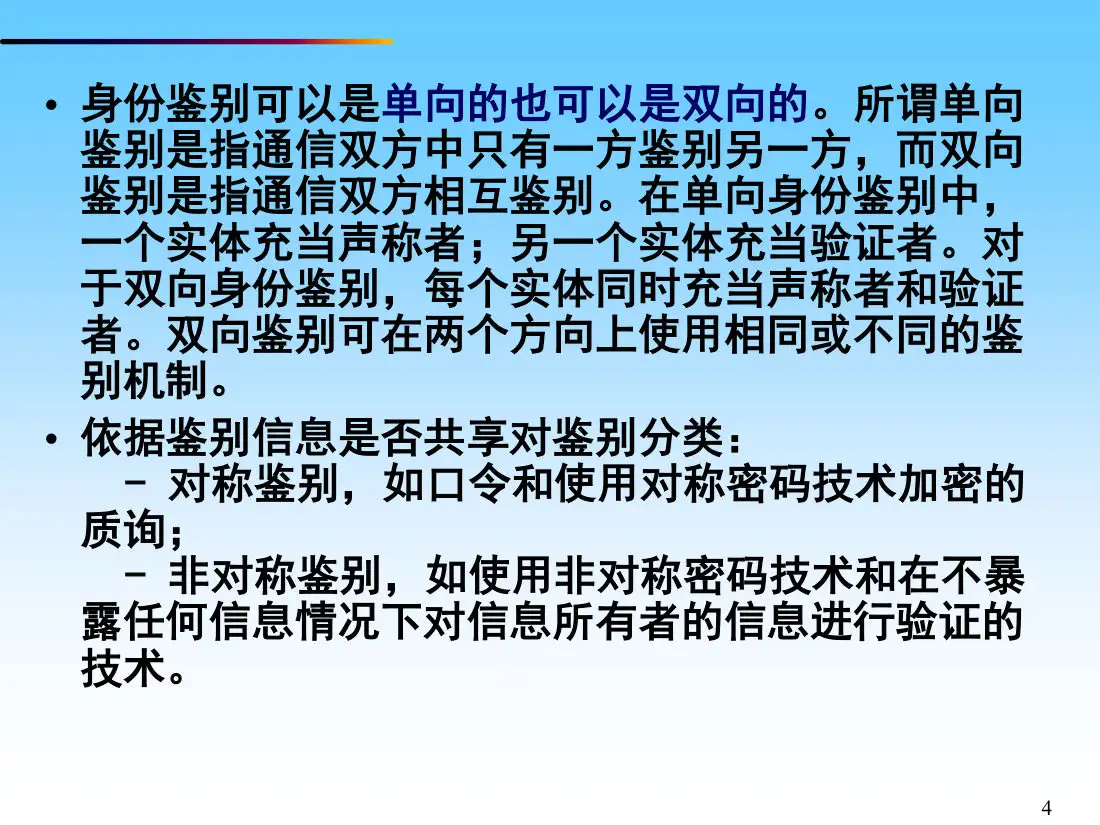 • 身份鉴别可以是单向的也可以是双向的。所谓单向
鉴别是指通信双方中只有一方鉴别另一方，而双向
鉴别是指通信双方相互鉴别。在单向身份鉴别中，
一个实体充当声称者；另一个实体充当验证者。对
于双向身份鉴别，每个实体同时充当声称者和验证
者。双向鉴别可在两个方向上使用相同或不同的鉴
别机制。
• 依据鉴别信息是否共享对鉴别分类：
– 对称鉴别，如口令和使用对称密码技术加密的
质询；
– 非对称鉴别，如使用非对称密码技术和在不暴
露任何信息情况下对信息所有者的信息进行验证的
技术。
4